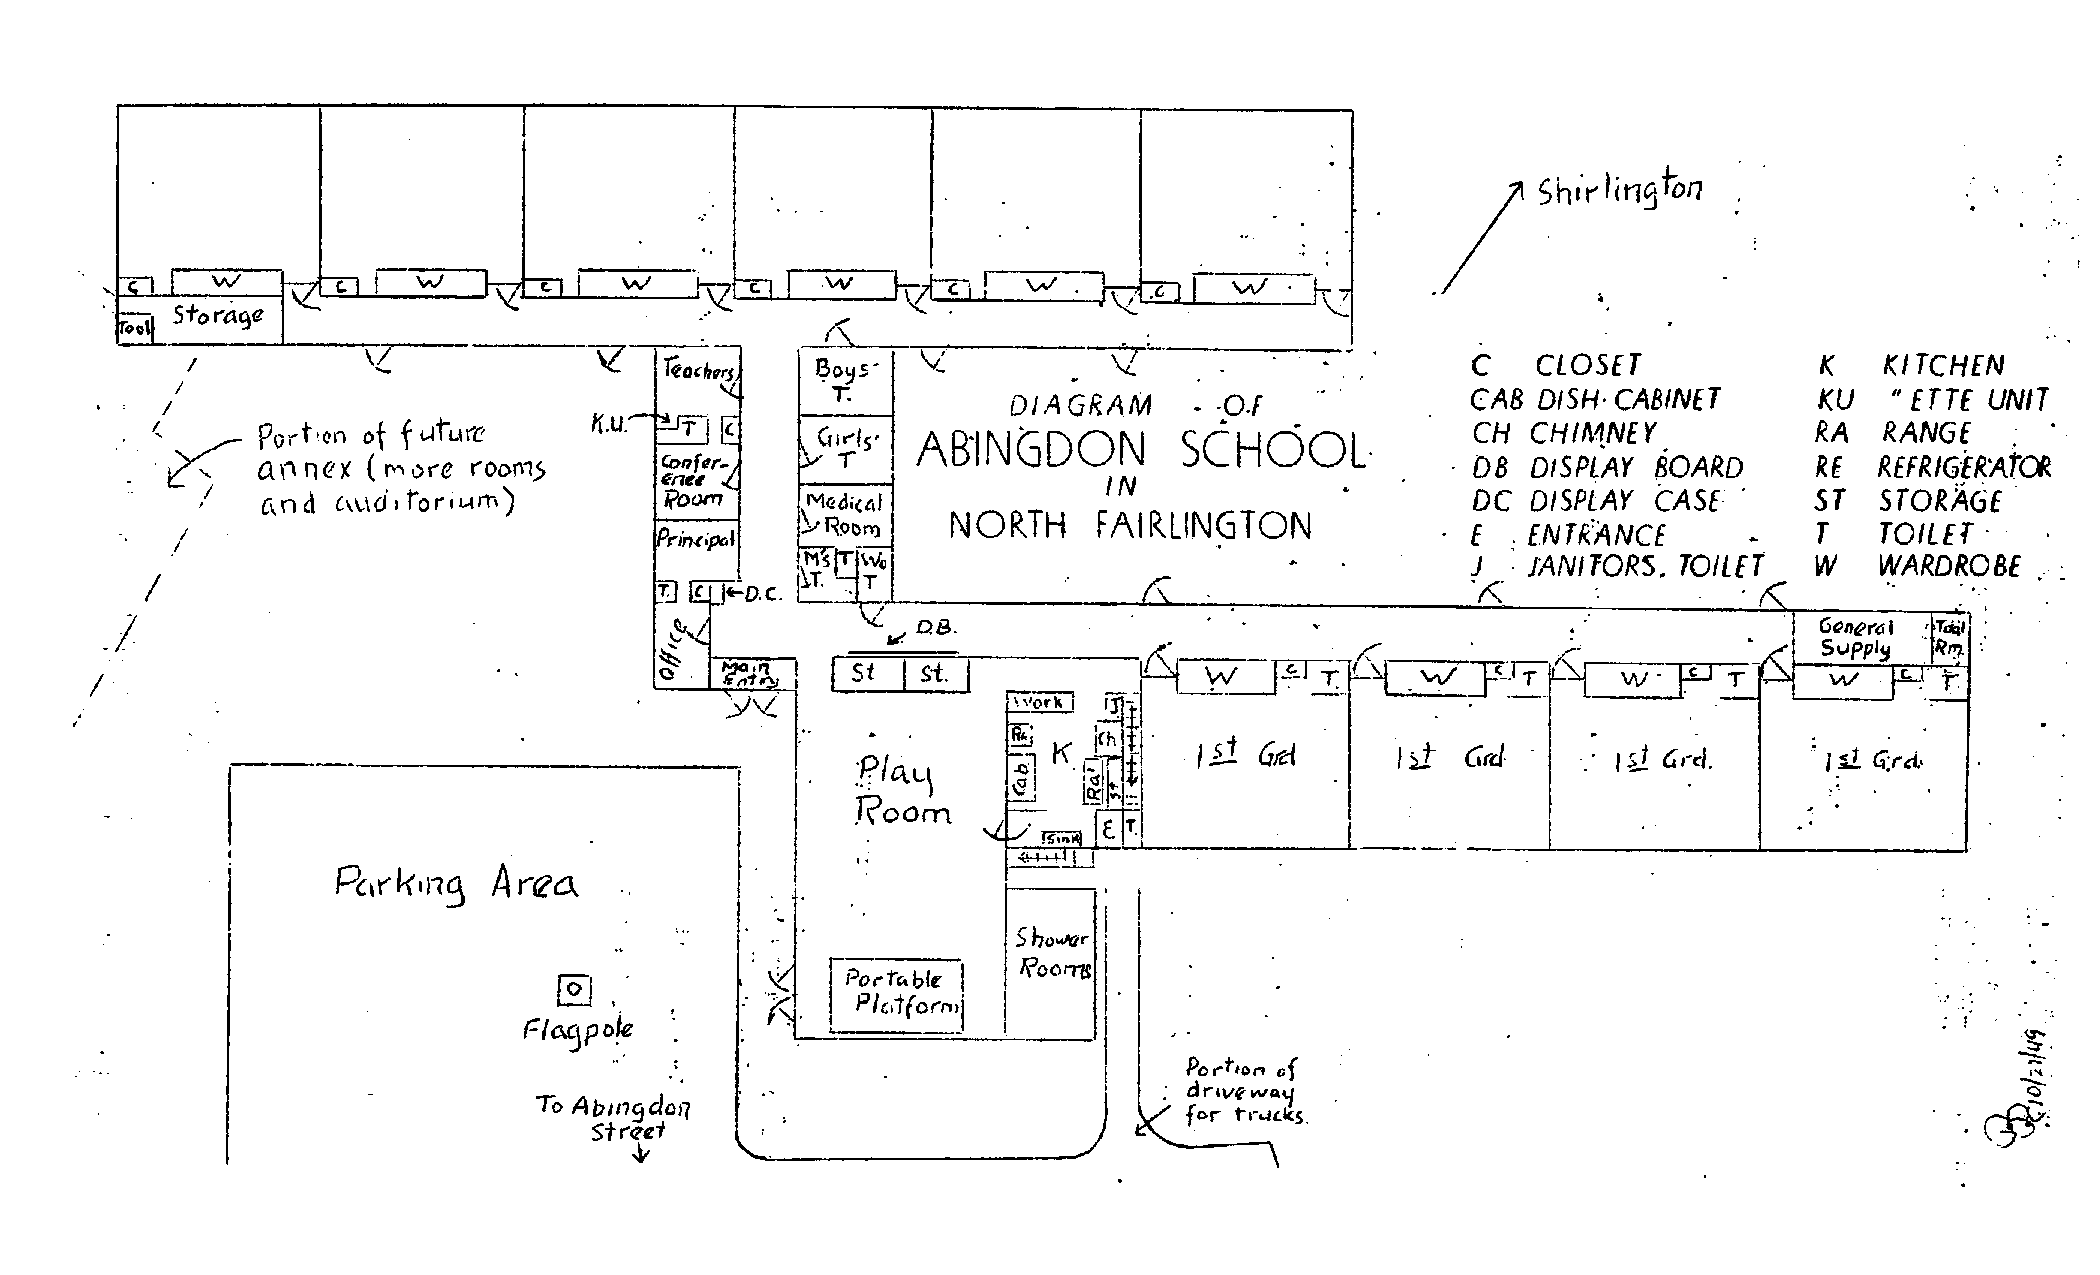 Shirlington
C W C W C W C W C W C W
Tool Storage
Teachers
K.U. T C
Confer-
ence
Room
Principal
T. C D.C.
Office
Main
Entry
Boys'
T.
Girls'
T
Medical
Room
M's
T.
T
Wo
T
Portion of future
annex (more rooms
and auditorium)
DIAGRAM OF
ABINGDON SCHOOL
IN
NORTH FAIRLINGTON
C CLOSET
CAB DISH CABINET
CH CHIMNEY
DB DISPLAY BOARD
DC DISPLAY CASE
E ENTRANCE
J JANITORS. TOILET
K KITCHEN
KU " ETTE UNIT
RA RANGE
RE REFRIGERATOR
ST STORAGE
T TOILET
W WARDROBE
D.B.
St St.
General
Supply
Tool
Rm.
W C T W C T W C T W C T
1st Grd 1st Grd 1st Grd. 1st Grd.
Work J
Ch
K
Cab
Ra
St
Sink E T.
Play
Room
Portable
Platform
Shower
Rooms
Parking Area
Flagpole
To Abingdon
Street
Portion of
driveway
for trucks.
10/27/49